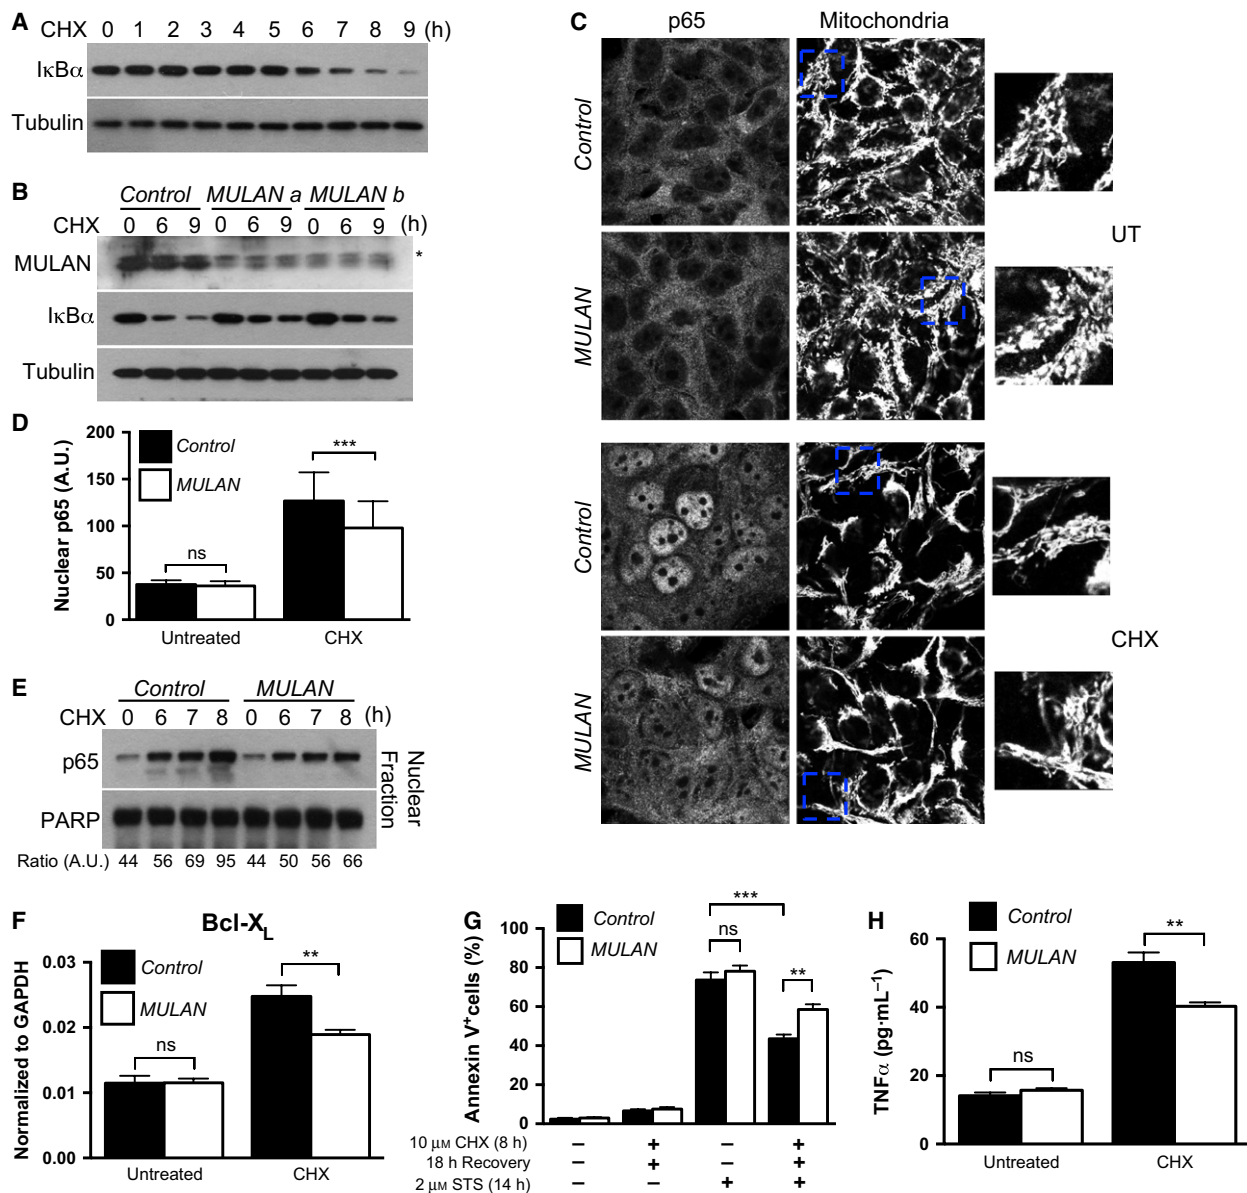 A
CHX 0 1 2 3 4 5 6 7 8 9 (h)
IκBα
Tubulin
B
Control MULAN a MULAN b
CHX 0 6 9 0 6 9 0 6 9 (h)
MULAN *
IκBα
Tubulin
C
p65 Mitochondria
Control
MULAN
UT
Control
MULAN
CHX
D
Nuclear p65 (A.U.)
200
150
100
50
0
Control
MULAN
ns
***
Untreated CHX
E
Control MULAN
CHX 0 6 7 8 0 6 7 8 (h)
p65
PARP
Nuclear
Fraction
Ratio (A.U.) 44 56 69 95 44 50 56 66
F
Bcl-XL
Normalized to GAPDH
0.03
0.02
0.01
0.00
Control
MULAN
ns
**
Untreated CHX
G
Annexin V+cells (%)
100
80
60
40
20
0
Control
MULAN
***
ns
**
10 μM CHX (8 h) – + – +
18 h Recovery – + – +
2 μM STS (14 h) – – + +
H
TNFα (pg·mL−1)
60
40
20
0
Control
MULAN
ns
**
Untreated CHX